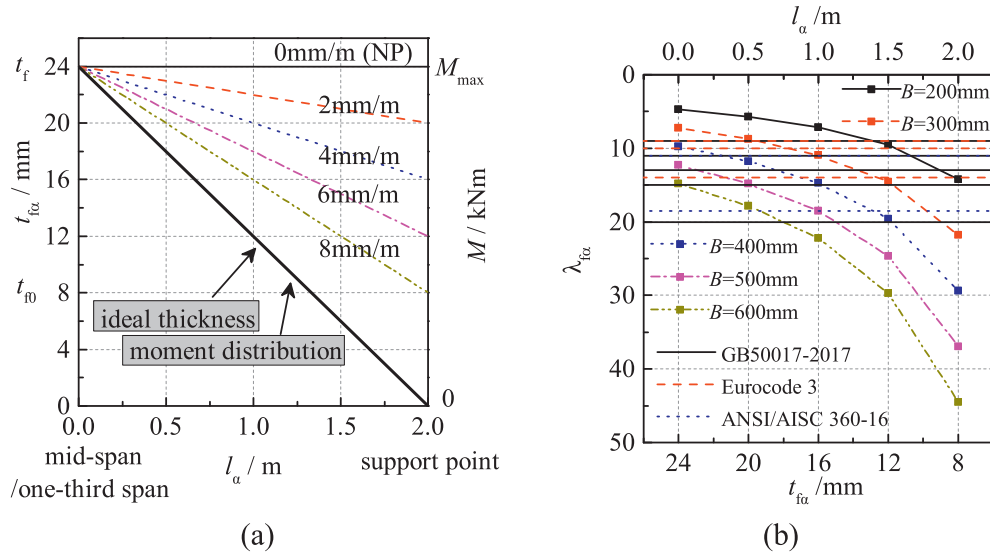 0mm/m (NP)
2mm/m
4mm/m
6mm/m
8mm/m
ideal thickness
moment distribution
t_f
24
20
16
12
t_f0
8
4
0
t_fα / mm
M_max
M / kNm
0
0.0 0.5 1.0 1.5 2.0
mid-span
/one-third span
l_α / m
support point
(a)
l_α / m
0.0 0.5 1.0 1.5 2.0
0
10
20
30
40
50
λ_fα
B=200mm
B=300mm
B=400mm
B=500mm
B=600mm
GB50017-2017
Eurocode 3
ANSI/AISC 360-16
24 20 16 12 8
t_fα /mm
(b)